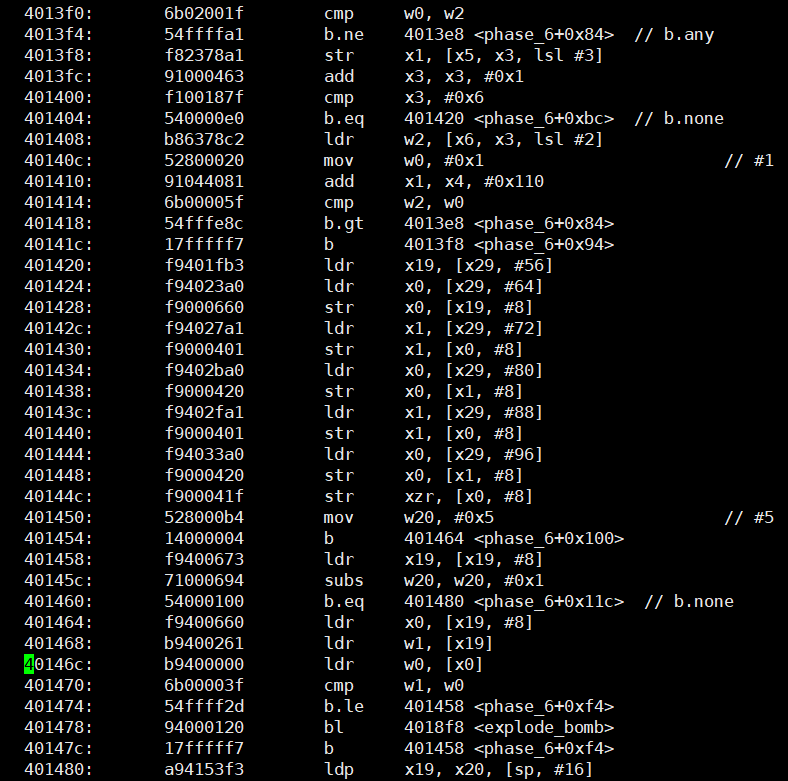 4013f0: 6b02001f cmp w0, w2
4013f4: 54ffffa1 b.ne 4013e8 <phase_6+0x84> // b.any
4013f8: f82378a1 str x1, [x5, x3, lsl #3]
4013fc: 91000463 add x3, x3, #0x1
401400: f100187f cmp x3, #0x6
401404: 540000e0 b.eq 401420 <phase_6+0xbc> // b.none
401408: b86378c2 ldr w2, [x6, x3, lsl #2]
40140c: 52800020 mov w0, #0x1 // #1
401410: 91044081 add x1, x4, #0x110
401414: 6b00005f cmp w2, w0
401418: 54fffe8c b.gt 4013e8 <phase_6+0x84>
40141c: 17fffff7 b 4013f8 <phase_6+0x94>
401420: f9401fb3 ldr x19, [x29, #56]
401424: f94023a0 ldr x0, [x29, #64]
401428: f9000660 str x0, [x19, #8]
40142c: f94027a1 ldr x1, [x29, #72]
401430: f9000401 str x1, [x0, #8]
401434: f9402ba0 ldr x0, [x29, #80]
401438: f9000420 str x0, [x1, #8]
40143c: f9402fa1 ldr x1, [x29, #88]
401440: f9000401 str x1, [x0, #8]
401444: f94033a0 ldr x0, [x29, #96]
401448: f9000420 str x0, [x1, #8]
40144c: f900041f str xzr, [x0, #8]
401450: 528000b4 mov w20, #0x5 // #5
401454: 14000004 b 401464 <phase_6+0x100>
401458: f9400673 ldr x19, [x19, #8]
40145c: 71000694 subs w20, w20, #0x1
401460: 54000100 b.eq 401480 <phase_6+0x11c> // b.none
401464: f9400660 ldr x0, [x19, #8]
401468: b9400261 ldr w1, [x19]
40146c: b9400000 ldr w0, [x0]
401470: 6b00003f cmp w1, w0
401474: 54ffff2d b.le 401458 <phase_6+0xf4>
401478: 94000120 bl 4018f8 <explode_bomb>
40147c: 17fffff7 b 401458 <phase_6+0xf4>
401480: a94153f3 ldp x19, x20, [sp, #16]